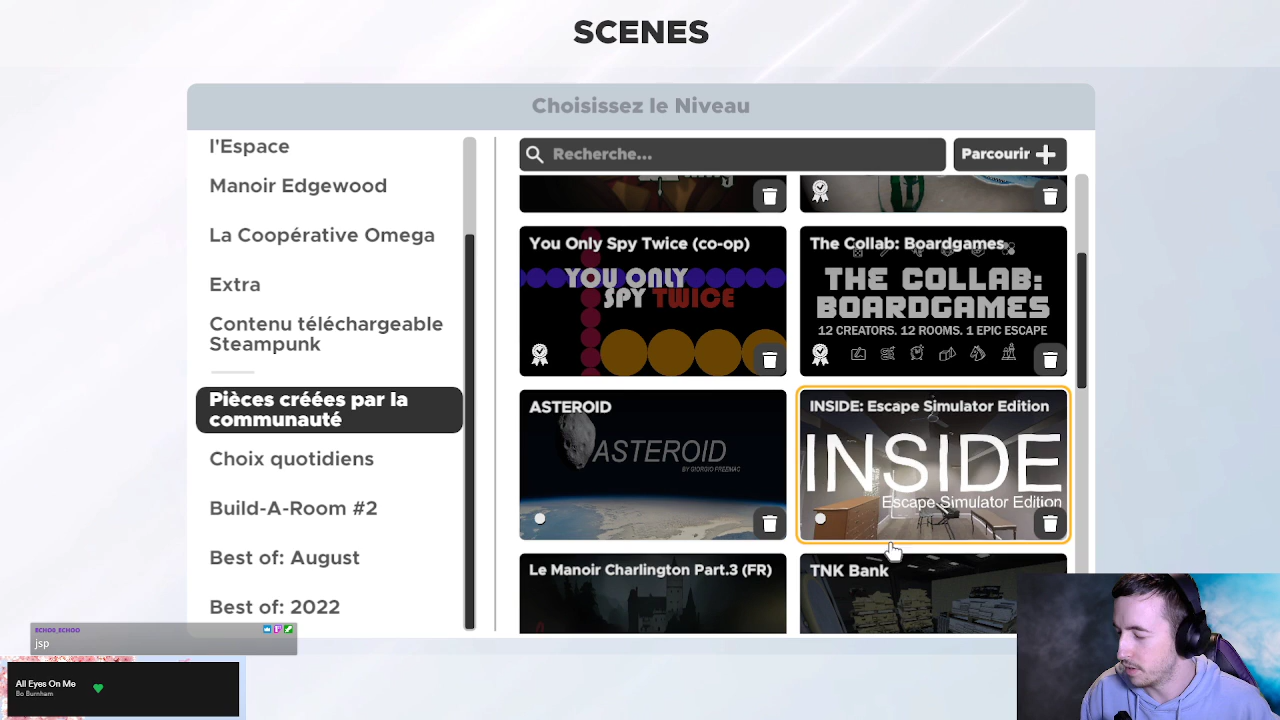 SCENES
Choisissez le Niveau
l'Espace
Manoir Edgewood
La Coopérative Omega
Extra
Contenu téléchargeable
Steampunk
Pièces créées par la
communauté
Choix quotidiens
Build-A-Room #2
Best of: August
Best of: 2022
Recherche...
Parcourir
You Only Spy Twice (co-op)
YOU ONLY
SPY TWICE
The Collab: Boardgames
THE COLLAB:
BOARDGAMES
12 CREATORS. 12 ROOMS. 1 EPIC ESCAPE
ASTEROID
ASTEROID
BY GIORGIO PREENAC
INSIDE: Escape Simulator Edition
INSIDE
Escape Simulator Edition
Le Manoir Charlington Part.3 (FR)
TNK Bank
jsp
All Eyes On Me
Bo Burnham